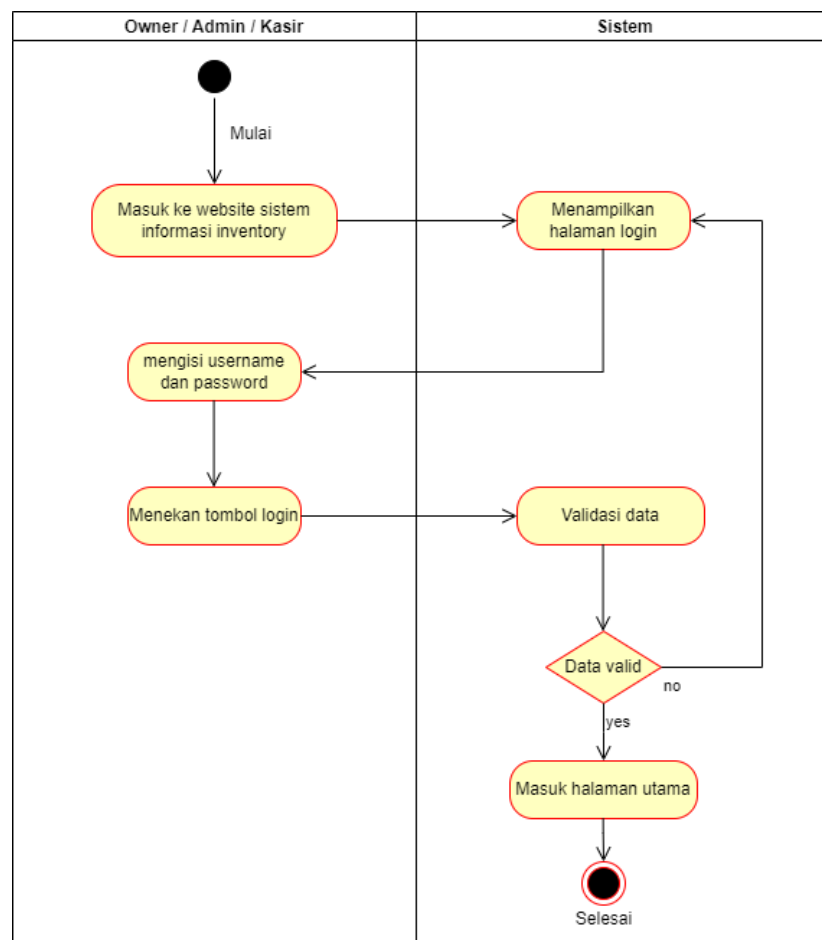 Owner / Admin / Kasir
Sistem
Mulai
Masuk ke website sistem
informasi inventory
Menampilkan
halaman login
mengisi username
dan password
Menekan tombol login
Validasi data
Data valid
no
yes
Masuk halaman utama
Selesai